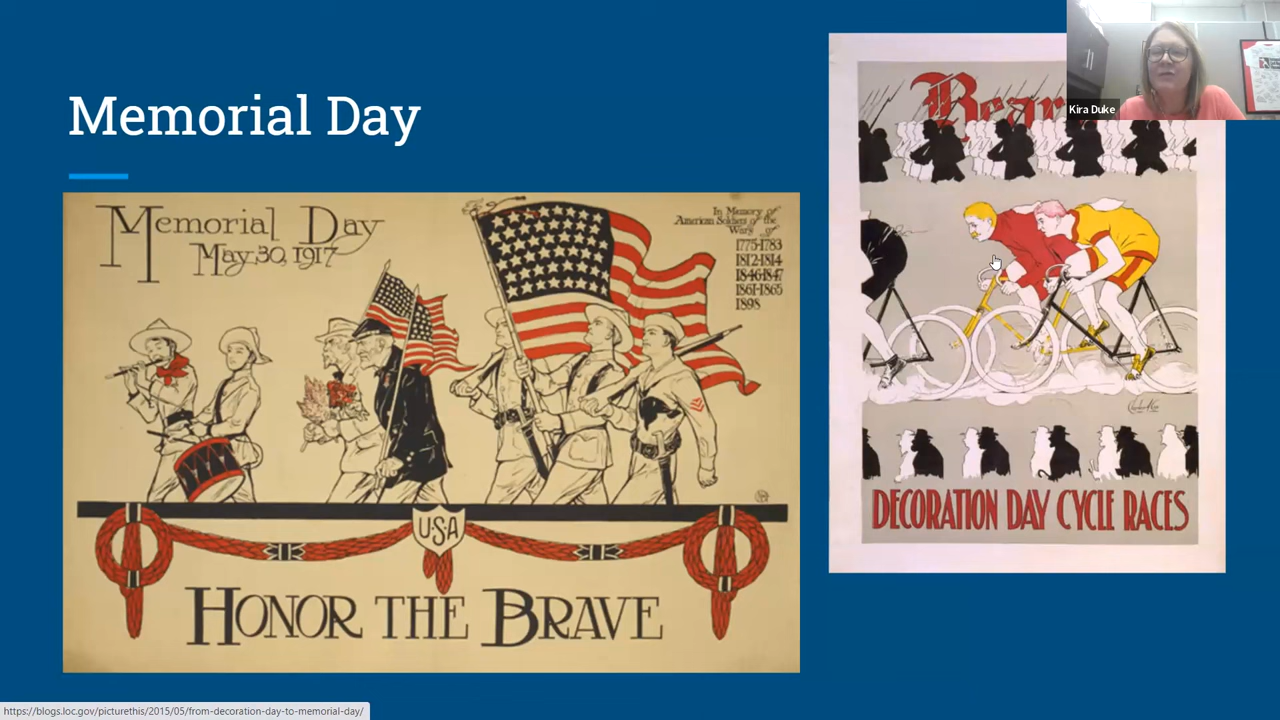 Memorial Day
Memorial Day
May 30, 1917
In Memory of
American Soldiers of the
Wars of
1775-1783
1812-1814
1846-1847
1861-1865
1898
USA
HONOR THE BRAVE
DECORATION DAY CYCLE RACES
Kira Duke
https://blogs.loc.gov/picturethis/2015/05/from-decoration-day-to-memorial-day/